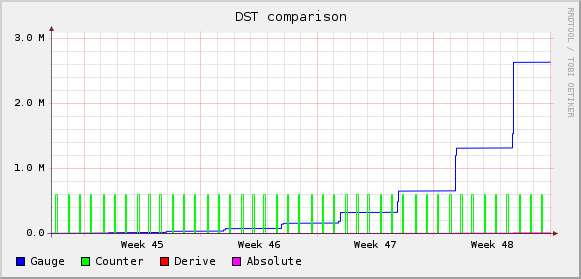 DST comparison
RRDTOOL / TOBI OETIKER
3.0 M
2.0 M
1.0 M
0.0
Week 45 Week 46 Week 47 Week 48
Gauge Counter Derive Absolute